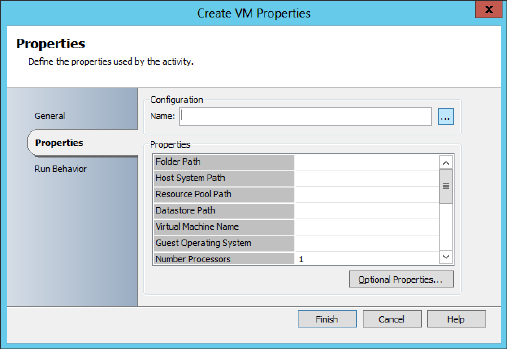 Create VM Properties
x
Properties
Define the properties used by the activity.
General
Properties
Run Behavior
Configuration
Name:
...
Properties
Folder Path
Host System Path
Resource Pool Path
Datastore Path
Virtual Machine Name
Guest Operating System
Number Processors 1
Optional Properties...
Finish Cancel Help